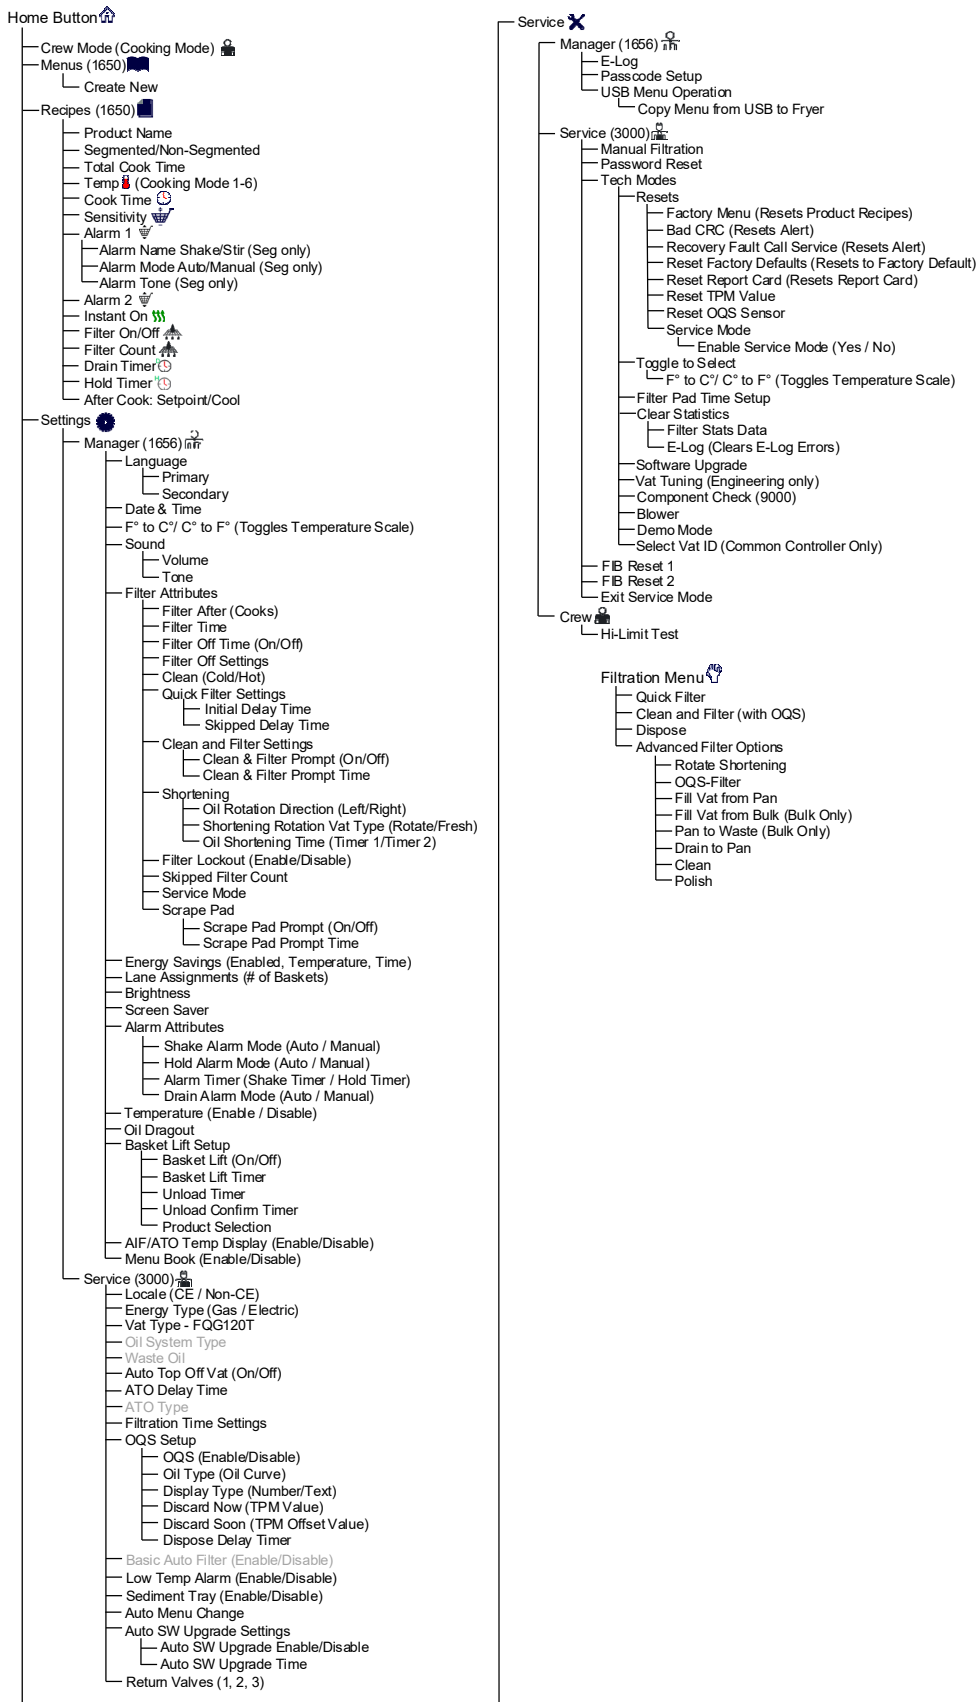 Home Button
Crew Mode (Cooking Mode)
Menus (1650)
Create New
Recipes (1650)
Product Name
Segmented/Non-Segmented
Total Cook Time
Temp (Cooking Mode 1-6)
Cook Time
Sensitivity
Alarm 1
Alarm Name Shake/Stir (Seg only)
Alarm Mode Auto/Manual (Seg only)
Alarm Tone (Seg only)
Alarm 2
Instant On
Filter On/Off
Filter Count
Drain Timer
Hold Timer
After Cook: Setpoint/Cool
Settings
Manager (1656)
Language
Primary
Secondary
Date & Time
F° to C°/ C° to F° (Toggles Temperature Scale)
Sound
Volume
Tone
Filter Attributes
Filter After (Cooks)
Filter Time
Filter Off Time (On/Off)
Filter Off Settings
Clean (Cold/Hot)
Quick Filter Settings
Initial Delay Time
Skipped Delay Time
Clean and Filter Settings
Clean & Filter Prompt (On/Off)
Clean & Filter Prompt Time
Shortening
Oil Rotation Direction (Left/Right)
Shortening Rotation Vat Type (Rotate/Fresh)
Oil Shortening Time (Timer 1/Timer 2)
Filter Lockout (Enable/Disable)
Skipped Filter Count
Service Mode
Scrape Pad
Scrape Pad Prompt (On/Off)
Scrape Pad Prompt Time
Energy Savings (Enabled, Temperature, Time)
Lane Assignments (# of Baskets)
Brightness
Screen Saver
Alarm Attributes
Shake Alarm Mode (Auto / Manual)
Hold Alarm Mode (Auto / Manual)
Alarm Timer (Shake Timer / Hold Timer)
Drain Alarm Mode (Auto / Manual)
Temperature (Enable / Disable)
Oil Dragout
Basket Lift Setup
Basket Lift (On/Off)
Basket Lift Timer
Unload Timer
Unload Confirm Timer
Product Selection
AIF/ATO Temp Display (Enable/Disable)
Menu Book (Enable/Disable)
Service (3000)
Locale (CE / Non-CE)
Energy Type (Gas / Electric)
Vat Type - FQG120T
Oil System Type
Waste Oil
Auto Top Off Vat (On/Off)
ATO Delay Time
ATO Type
Filtration Time Settings
OQS Setup
OQS (Enable/Disable)
Oil Type (Oil Curve)
Display Type (Number/Text)
Discard Now (TPM Value)
Discard Soon (TPM Offset Value)
Dispose Delay Timer
Basic Auto Filter (Enable/Disable)
Low Temp Alarm (Enable/Disable)
Sediment Tray (Enable/Disable)
Auto Menu Change
Auto SW Upgrade Settings
Auto SW Upgrade Enable/Disable
Auto SW Upgrade Time
Return Valves (1, 2, 3)
Service
Manager (1656)
E-Log
Passcode Setup
USB Menu Operation
Copy Menu from USB to Fryer
Service (3000)
Manual Filtration
Password Reset
Tech Modes
Resets
Factory Menu (Resets Product Recipes)
Bad CRC (Resets Alert)
Recovery Fault Call Service (Resets Alert)
Reset Factory Defaults (Resets to Factory Default)
Reset Report Card (Resets Report Card)
Reset TPM Value
Reset OQS Sensor
Service Mode
Enable Service Mode (Yes / No)
Toggle to Select
F° to C°/ C° to F° (Toggles Temperature Scale)
Filter Pad Time Setup
Clear Statistics
Filter Stats Data
E-Log (Clears E-Log Errors)
Software Upgrade
Vat Tuning (Engineering only)
Component Check (9000)
Blower
Demo Mode
Select Vat ID (Common Controller Only)
FIB Reset 1
FIB Reset 2
Exit Service Mode
Crew
Hi-Limit Test
Filtration Menu
Quick Filter
Clean and Filter (with OQS)
Dispose
Advanced Filter Options
Rotate Shortening
OQS-Filter
Fill Vat from Pan
Fill Vat from Bulk (Bulk Only)
Pan to Waste (Bulk Only)
Drain to Pan
Clean
Polish